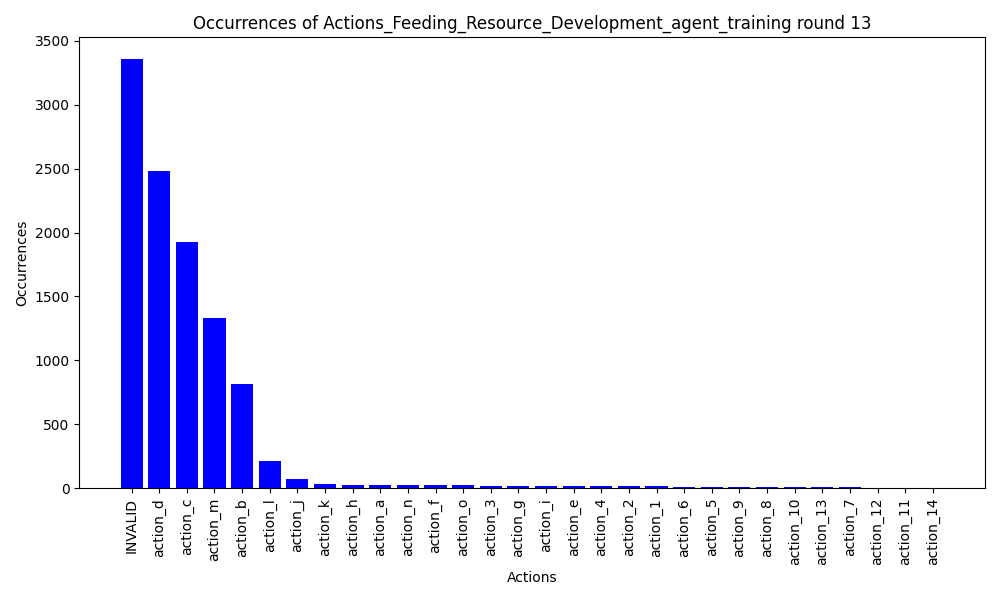 Occurrences of Actions_Feeding_Resource_Development_agent_training round 13
3500
3000
2500
2000
1500
1000
500
0
Occurrences
INVALID
action_d
action_c
action_m
action_b
action_l
action_j
action_k
action_h
action_a
action_n
action_f
action_o
action_3
action_g
action_i
action_e
action_4
action_2
action_1
action_6
action_5
action_9
action_8
action_10
action_13
action_7
action_12
action_11
action_14
Actions